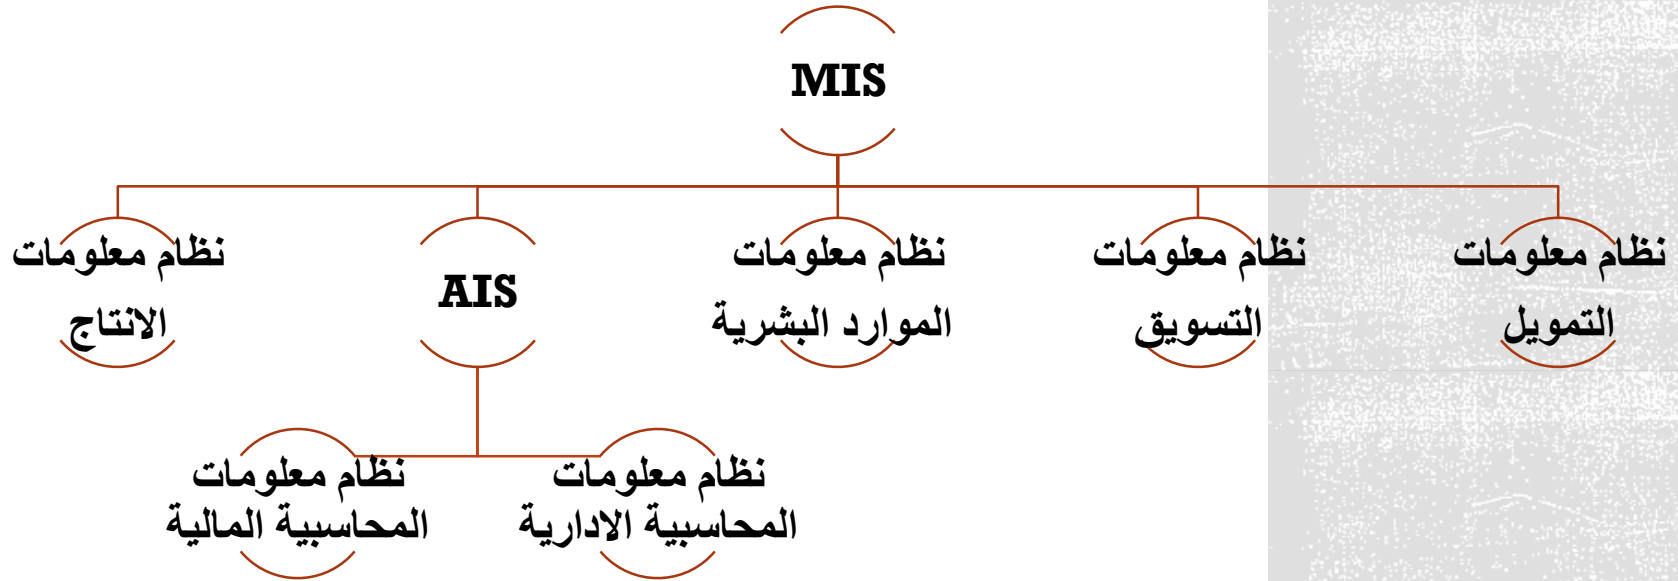 MIS
نظام معلومات
التمويل
نظام معلومات
التسويق
نظام معلومات
الموارد البشرية
AIS
نظام معلومات
الانتاج
نظام معلومات
المحاسبية الادارية
نظام معلومات
المحاسبية المالية